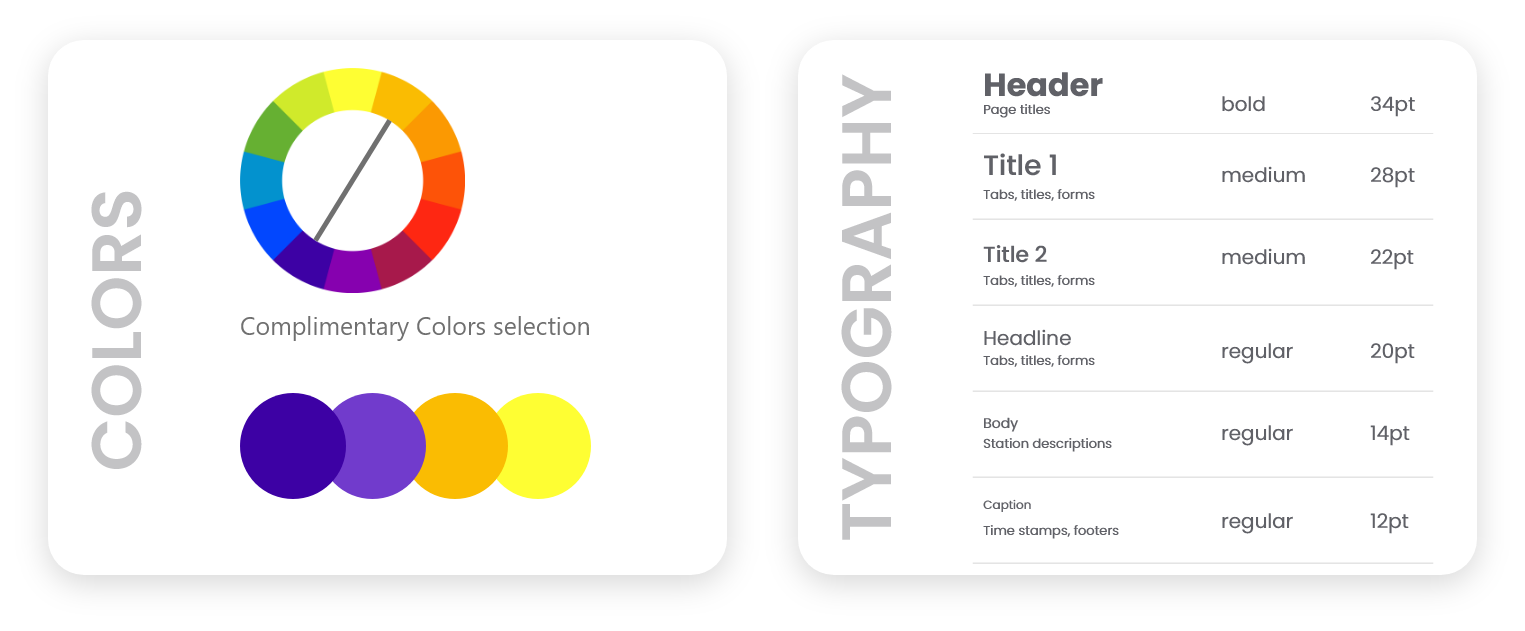 COLORS
Complimentary Colors selection
TYPOGRAPHY
Header
Page titles
bold
34pt
Title 1
Tabs, titles, forms
medium
28pt
Title 2
Tabs, titles, forms
medium
22pt
Headline
Tabs, titles, forms
regular
20pt
Body
Station descriptions
regular
14pt
Caption
Time stamps, footers
regular
12pt